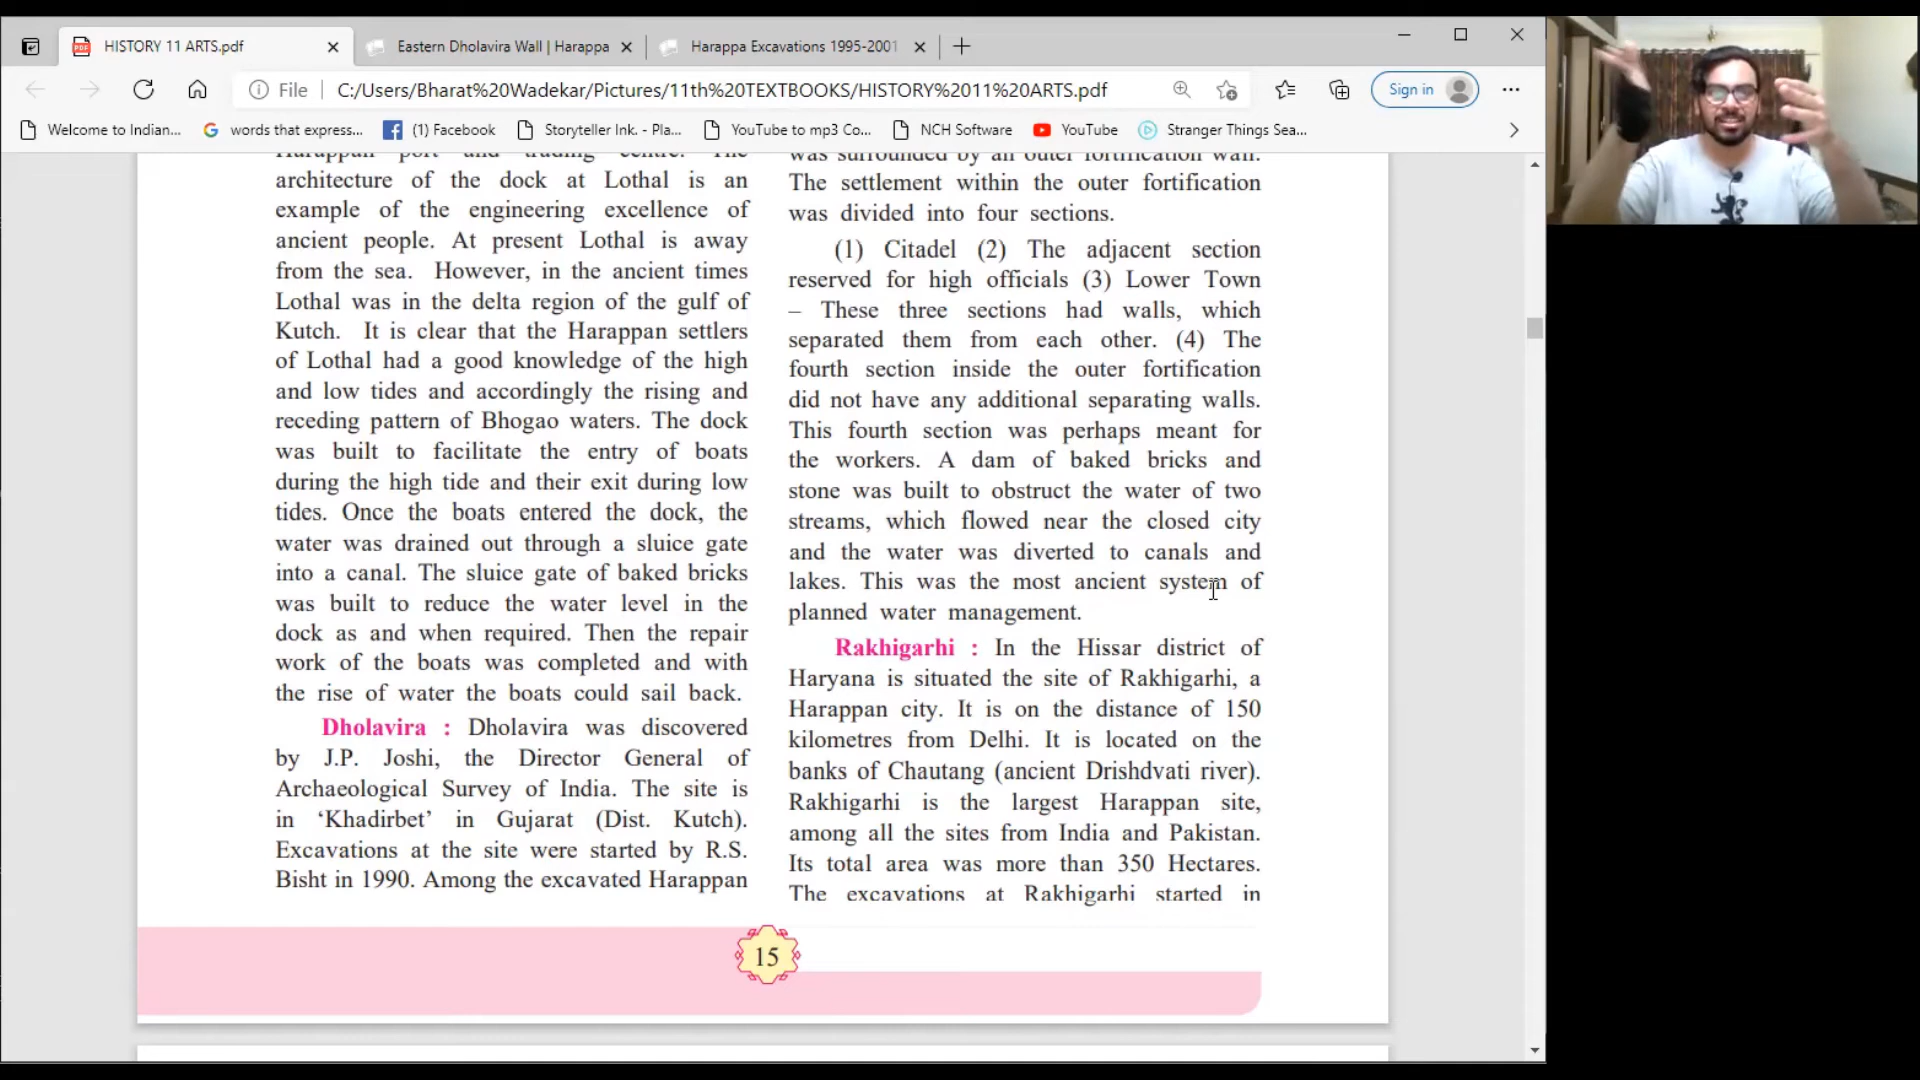 HISTORY 11 ARTS.pdf
Eastern Dholavira Wall | Harappa
Harappa Excavations 1995-2001
File
C:/Users/Bharat%20Wadekar/Pictures/11th%20TEXTBOOKS/HISTORY%2011%20ARTS.pdf
Sign in
Welcome to Indian...
words that express...
(1) Facebook
Storyteller Ink. - Pla...
YouTube to mp3 Co...
NCH Software
YouTube
Stranger Things Sea...
Harappan port and trading centre. The
architecture of the dock at Lothal is an
example of the engineering excellence of
ancient people. At present Lothal is away
from the sea. However, in the ancient times
Lothal was in the delta region of the gulf of
Kutch. It is clear that the Harappan settlers
of Lothal had a good knowledge of the high
and low tides and accordingly the rising and
receding pattern of Bhogao waters. The dock
was built to facilitate the entry of boats
during the high tide and their exit during low
tides. Once the boats entered the dock, the
water was drained out through a sluice gate
into a canal. The sluice gate of baked bricks
was built to reduce the water level in the
dock as and when required. Then the repair
work of the boats was completed and with
the rise of water the boats could sail back.
Dholavira : Dholavira was discovered
by J.P. Joshi, the Director General of
Archaeological Survey of India. The site is
in ‘Khadirbet’ in Gujarat (Dist. Kutch).
Excavations at the site were started by R.S.
Bisht in 1990. Among the excavated Harappan
was surrounded by an outer fortification wall.
The settlement within the outer fortification
was divided into four sections.
(1) Citadel (2) The adjacent section
reserved for high officials (3) Lower Town
– These three sections had walls, which
separated them from each other. (4) The
fourth section inside the outer fortification
did not have any additional separating walls.
This fourth section was perhaps meant for
the workers. A dam of baked bricks and
stone was built to obstruct the water of two
streams, which flowed near the closed city
and the water was diverted to canals and
lakes. This was the most ancient system of
planned water management.
Rakhigarhi : In the Hissar district of
Haryana is situated the site of Rakhigarhi, a
Harappan city. It is on the distance of 150
kilometres from Delhi. It is located on the
banks of Chautang (ancient Drishdvati river).
Rakhigarhi is the largest Harappan site,
among all the sites from India and Pakistan.
Its total area was more than 350 Hectares.
The excavations at Rakhigarhi started in
15